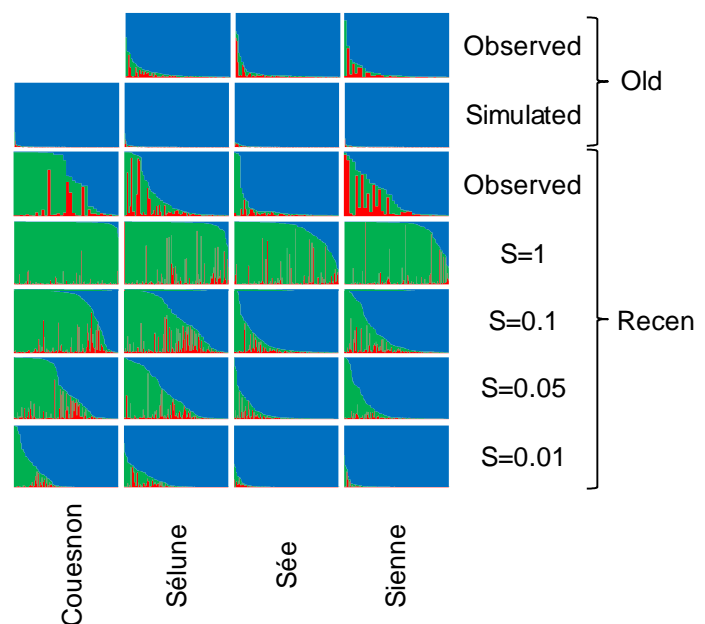 Observed
Old
Simulated
Observed
S=1
S=0.1
Recen
S=0.05
S=0.01
Couesnon
Sélune
Sée
Sienne